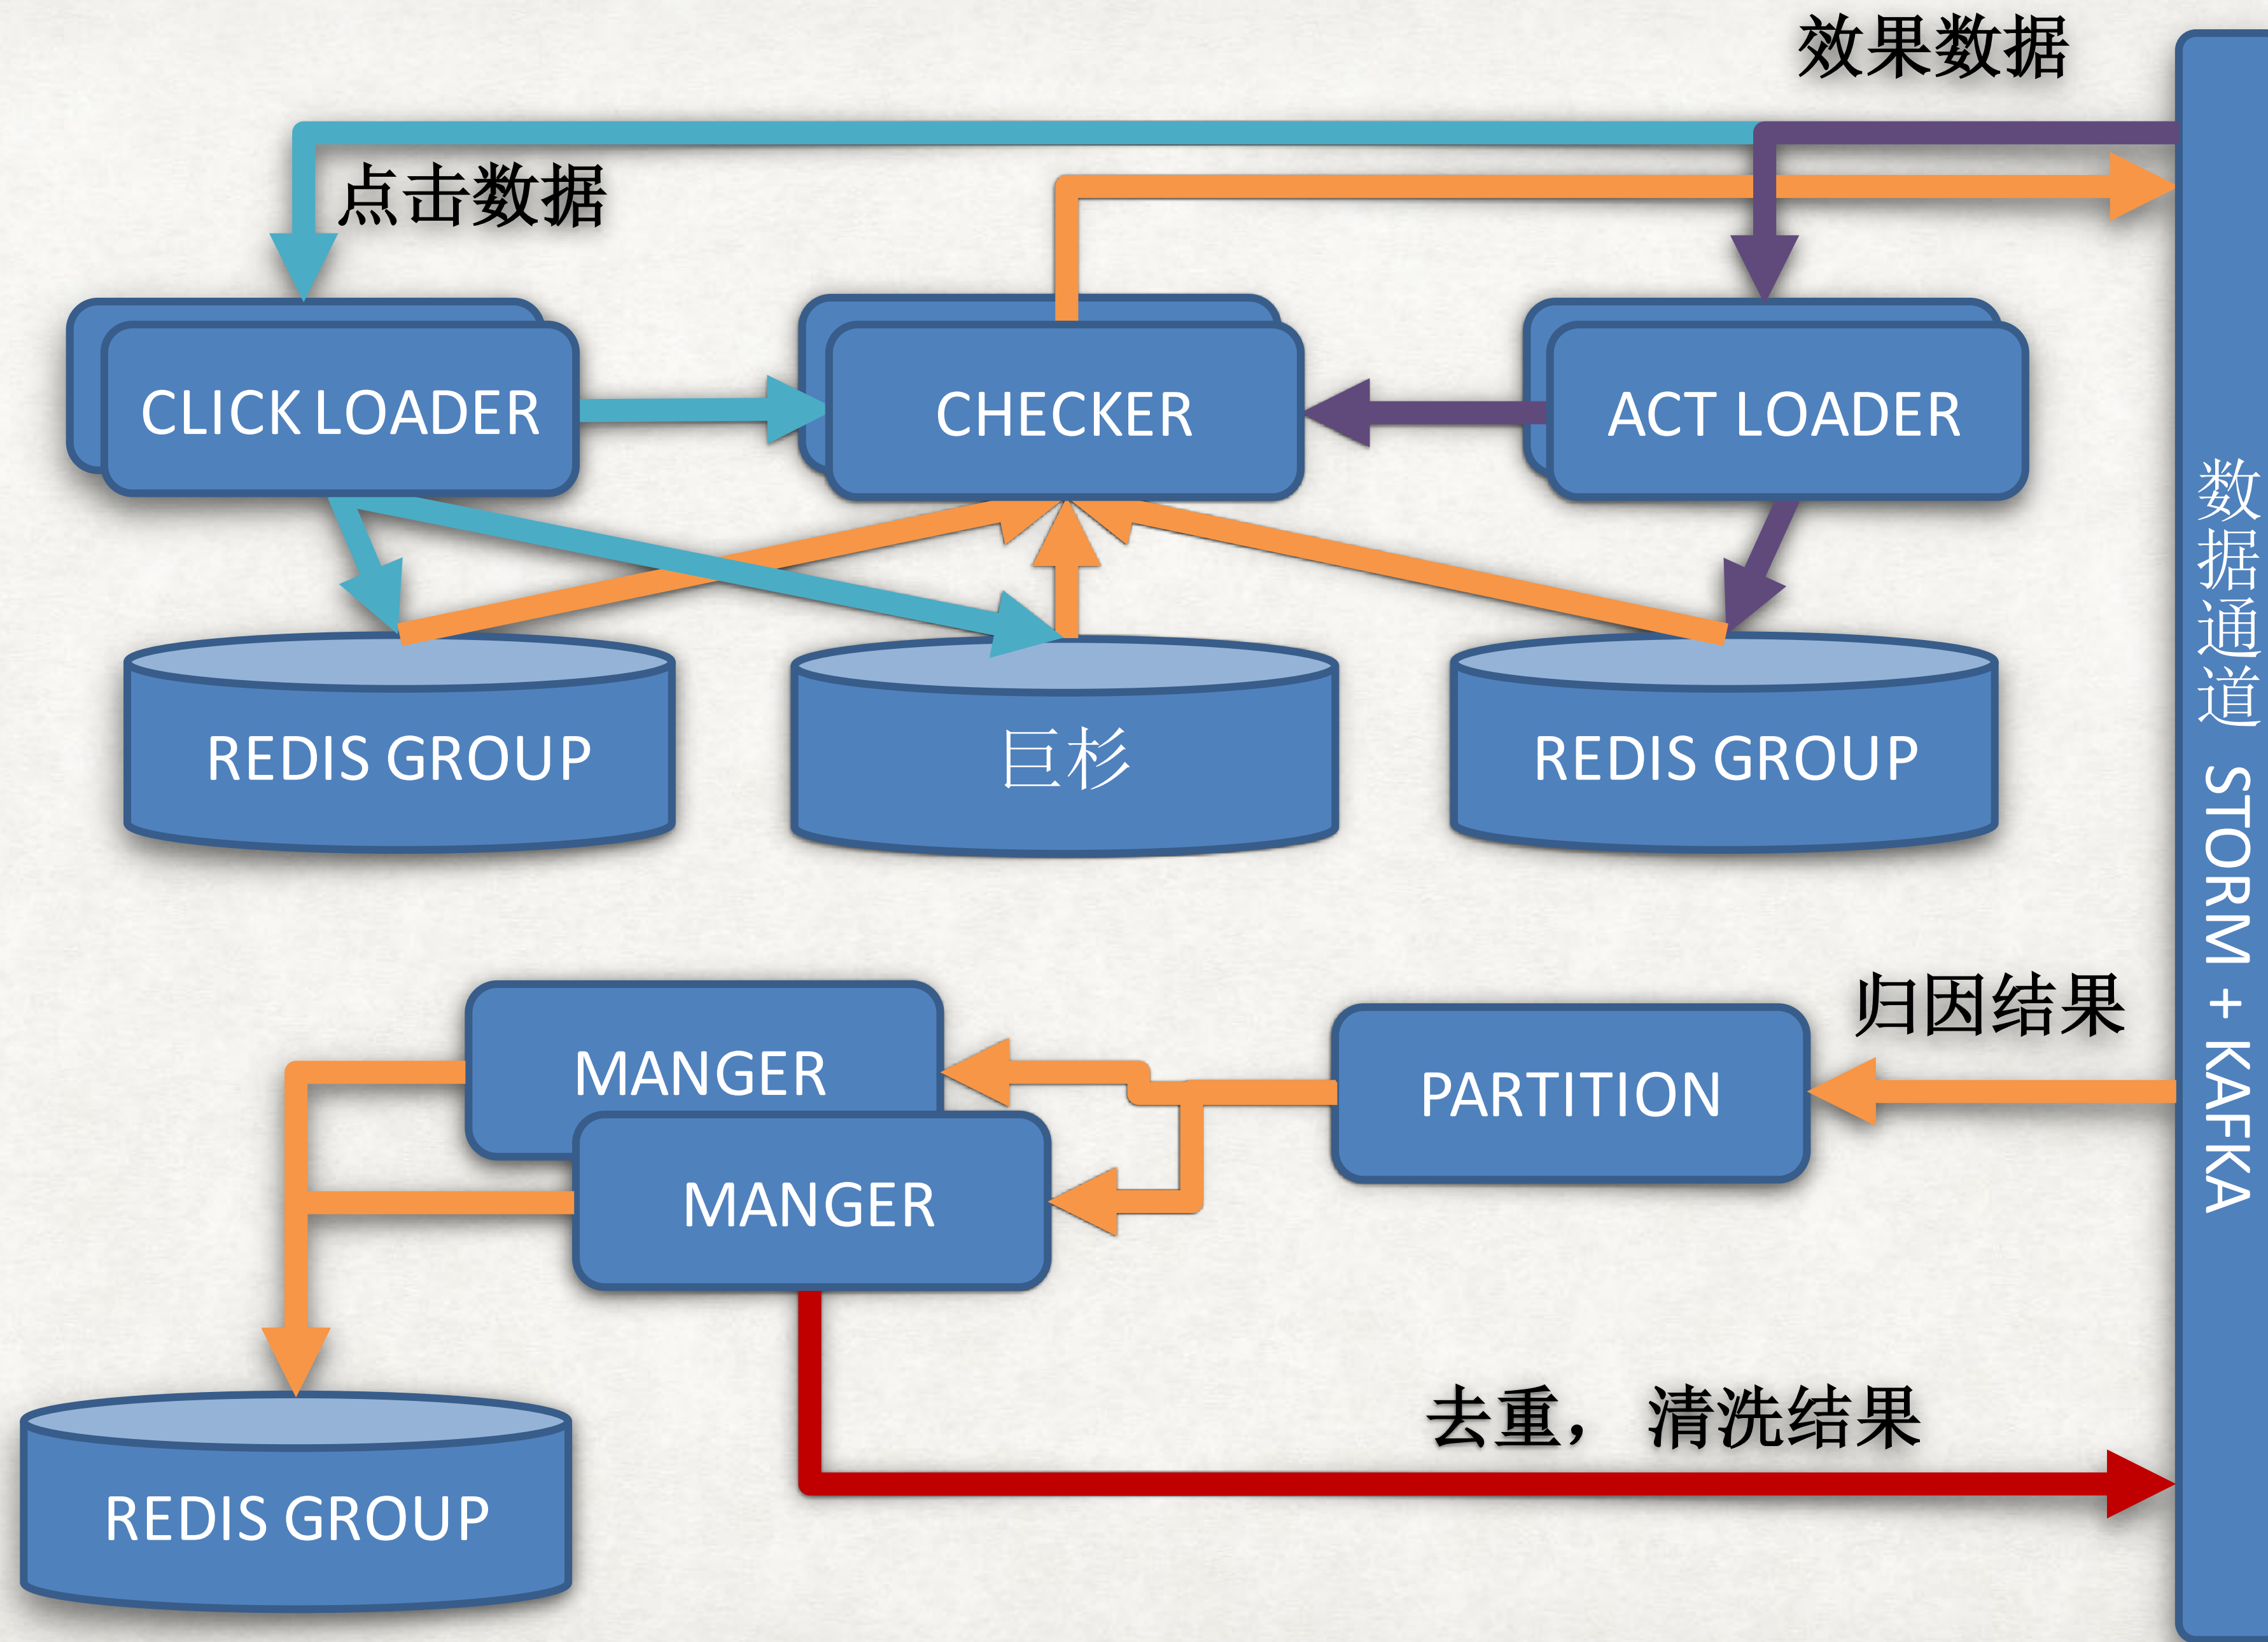 效果数据
点击数据
CLICK LOADER
CHECKER
ACT LOADER
REDIS GROUP
巨杉
REDIS GROUP
数据通道 STORM + KAFKA
归因结果
MANGER
PARTITION
MANGER
去重，清洗结果
REDIS GROUP